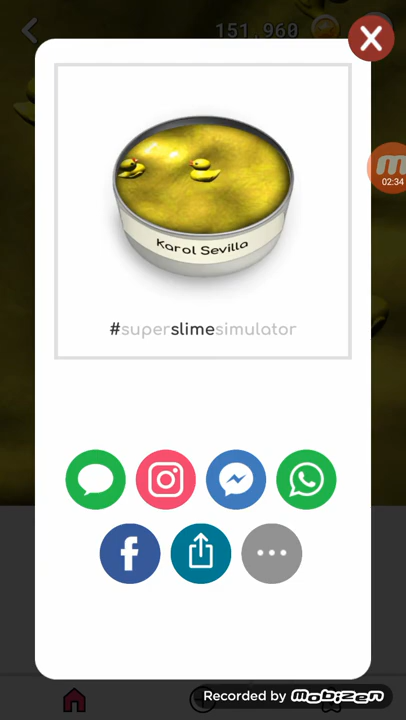 151.960
Karol Sevilla
#superslimesimulator
02:34
Recorded by Mobizen